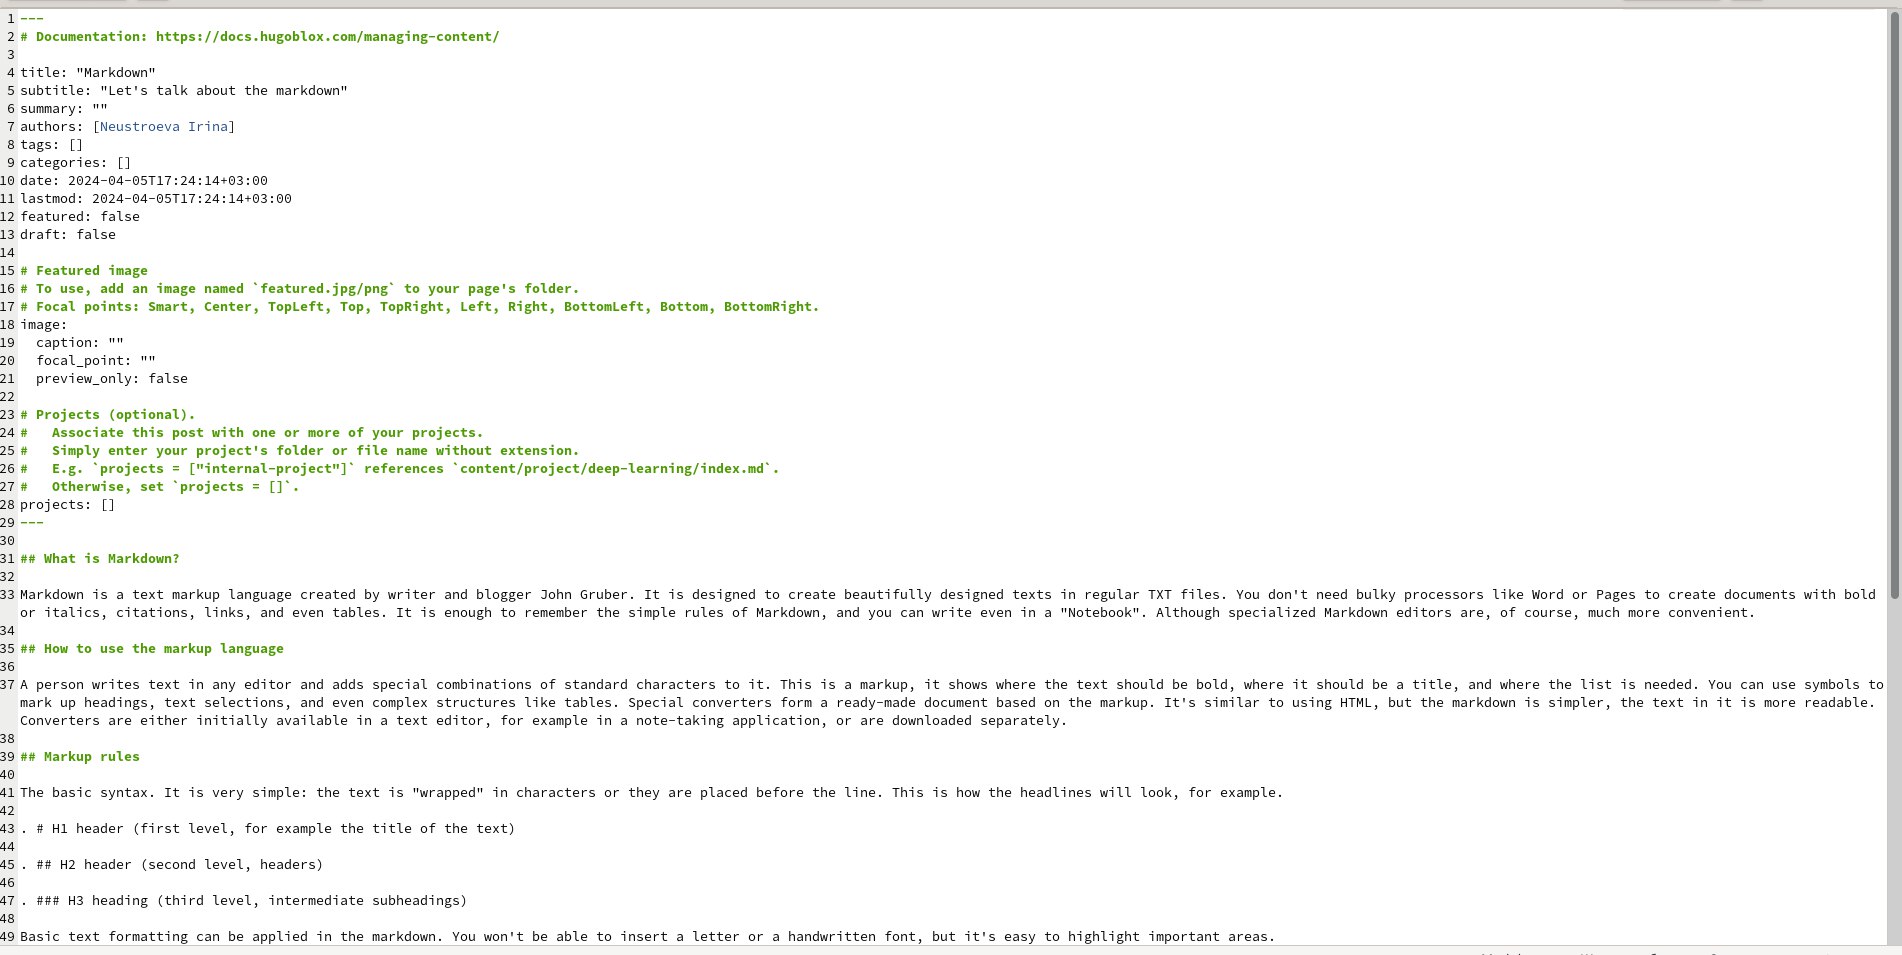 1 ---
2 # Documentation: https://docs.hugoblox.com/managing-content/
3
4 title: "Markdown"
5 subtitle: "Let's talk about the markdown"
6 summary: ""
7 authors: [Neustroeva Irina]
8 tags: []
9 categories: []
10 date: 2024-04-05T17:24:14+03:00
11 lastmod: 2024-04-05T17:24:14+03:00
12 featured: false
13 draft: false
14
15 # Featured image
16 # To use, add an image named `featured.jpg/png` to your page's folder.
17 # Focal points: Smart, Center, TopLeft, Top, TopRight, Left, Right, BottomLeft, Bottom, BottomRight.
18 image:
19   caption: ""
20   focal_point: ""
21   preview_only: false
22
23 # Projects (optional).
24 #   Associate this post with one or more of your projects.
25 #   Simply enter your project's folder or file name without extension.
26 #   E.g. `projects = ["internal-project"]` references `content/project/deep-learning/index.md`.
27 #   Otherwise, set `projects = []`.
28 projects: []
29 ---
30
31 ## What is Markdown?
32
33 Markdown is a text markup language created by writer and blogger John Gruber. It is designed to create beautifully designed texts in regular TXT files. You don't need bulky processors like Word or Pages to create documents with bold
or italics, citations, links, and even tables. It is enough to remember the simple rules of Markdown, and you can write even in a "Notebook". Although specialized Markdown editors are, of course, much more convenient.
34
35 ## How to use the markup language
36
37 A person writes text in any editor and adds special combinations of standard characters to it. This is a markup, it shows where the text should be bold, where it should be a title, and where the list is needed. You can use symbols to
mark up headings, text selections, and even complex structures like tables. Special converters form a ready-made document based on the markup. It's similar to using HTML, but the markdown is simpler, the text in it is more readable.
Converters are either initially available in a text editor, for example in a note-taking application, or are downloaded separately.
38
39 ## Markup rules
40
41 The basic syntax. It is very simple: the text is "wrapped" in characters or they are placed before the line. This is how the headlines will look, for example.
42
43 . # H1 header (first level, for example the title of the text)
44
45 . ## H2 header (second level, headers)
46
47 . ### H3 heading (third level, intermediate subheadings)
48
49 Basic text formatting can be applied in the markdown. You won't be able to insert a letter or a handwritten font, but it's easy to highlight important areas.